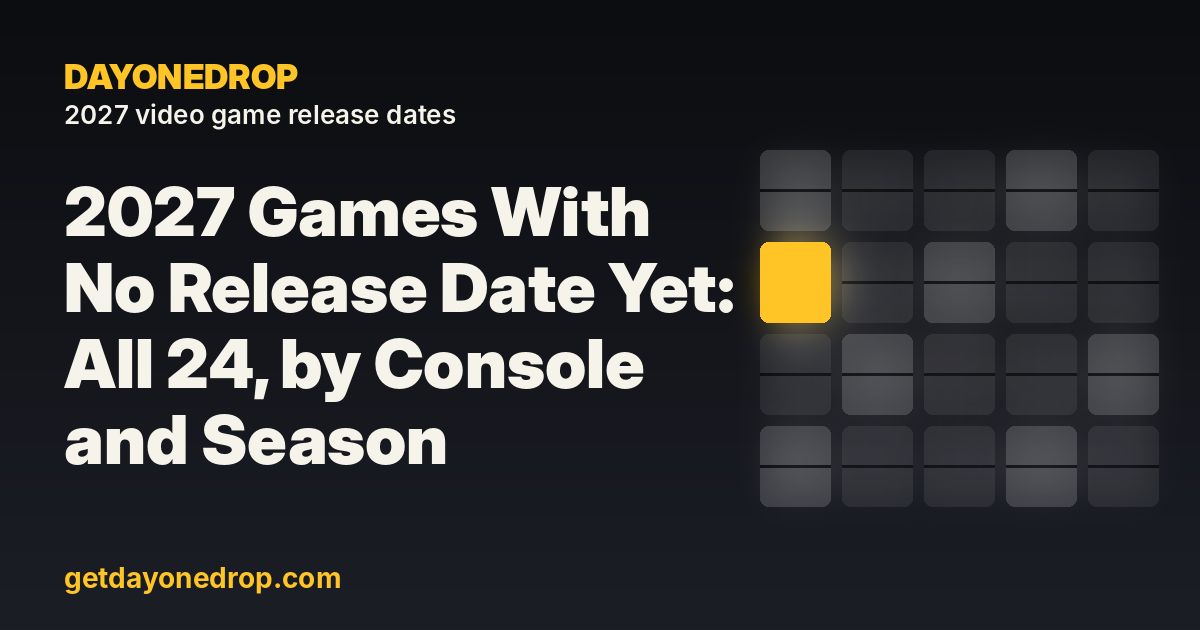 DAYONEDROP
2027 video game release dates
2027 Games With
No Release Date Yet:
All 24, by Console
and Season
getdayonedrop.com